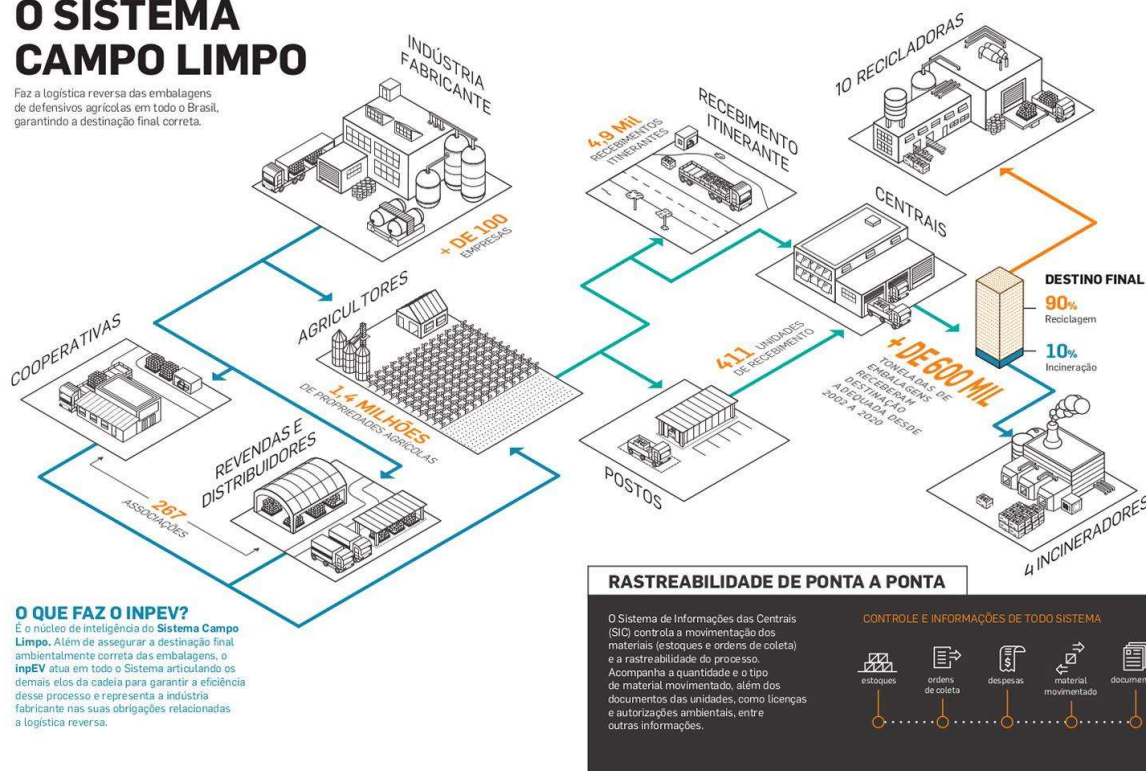 O SISTEMA
CAMPO LIMPO
Faz a logística reversa das embalagens
de defensivos agrícolas em todo o Brasil,
garantindo a destinação final correta.
INDÚSTRIA
FABRICANTE
+ DE 100
EMPRESAS
4,9 Mil
RECEBIMENTOS
ITINERANTES
RECEBIMENTO
ITINERANTE
10 RECICLADORAS
CENTRAIS
DESTINO FINAL
90%
Reciclagem
10%
Incineração
AGRICULTORES
1.4 MILHÕES
DE PROPRIEDADES AGRÍCOLAS
COOPERATIVAS
411 UNIDADES
DE RECEBIMENTO
+ DE 600 MIL
TONELADAS DE
EMBALAGENS
RECEBERAM
DESTINAÇÃO
ADEQUADA DESDE
2002 A 2020
REVENDAS E
DISTRIBUIDORES
267
ASSOCIAÇÕES
POSTOS
4 INCINERADORES
O QUE FAZ O INPEV?
É o núcleo de inteligência do Sistema Campo
Limpo. Além de assegurar a destinação final
ambientalmente correta das embalagens, o
inpEV atua em todo o Sistema articulando os
demais elos da cadeia para garantir a eficiência
desse processo e representa a indústria
fabricante nas suas obrigações relacionadas
a logística reversa.
RASTREABILIDADE DE PONTA A PONTA
O Sistema de Informações das Centrais
(SIC) controla a movimentação dos
materiais (estoques e ordens de coleta)
e a rastreabilidade do processo.
Acompanha a quantidade e o tipo
de material movimentado, além dos
documentos das unidades, como licenças
e autorizações ambientais, entre
outras informações.
CONTROLE E INFORMAÇÕES DE TODO SISTEMA
estoques
ordens
de coleta
despesas
material
movimentado
documen